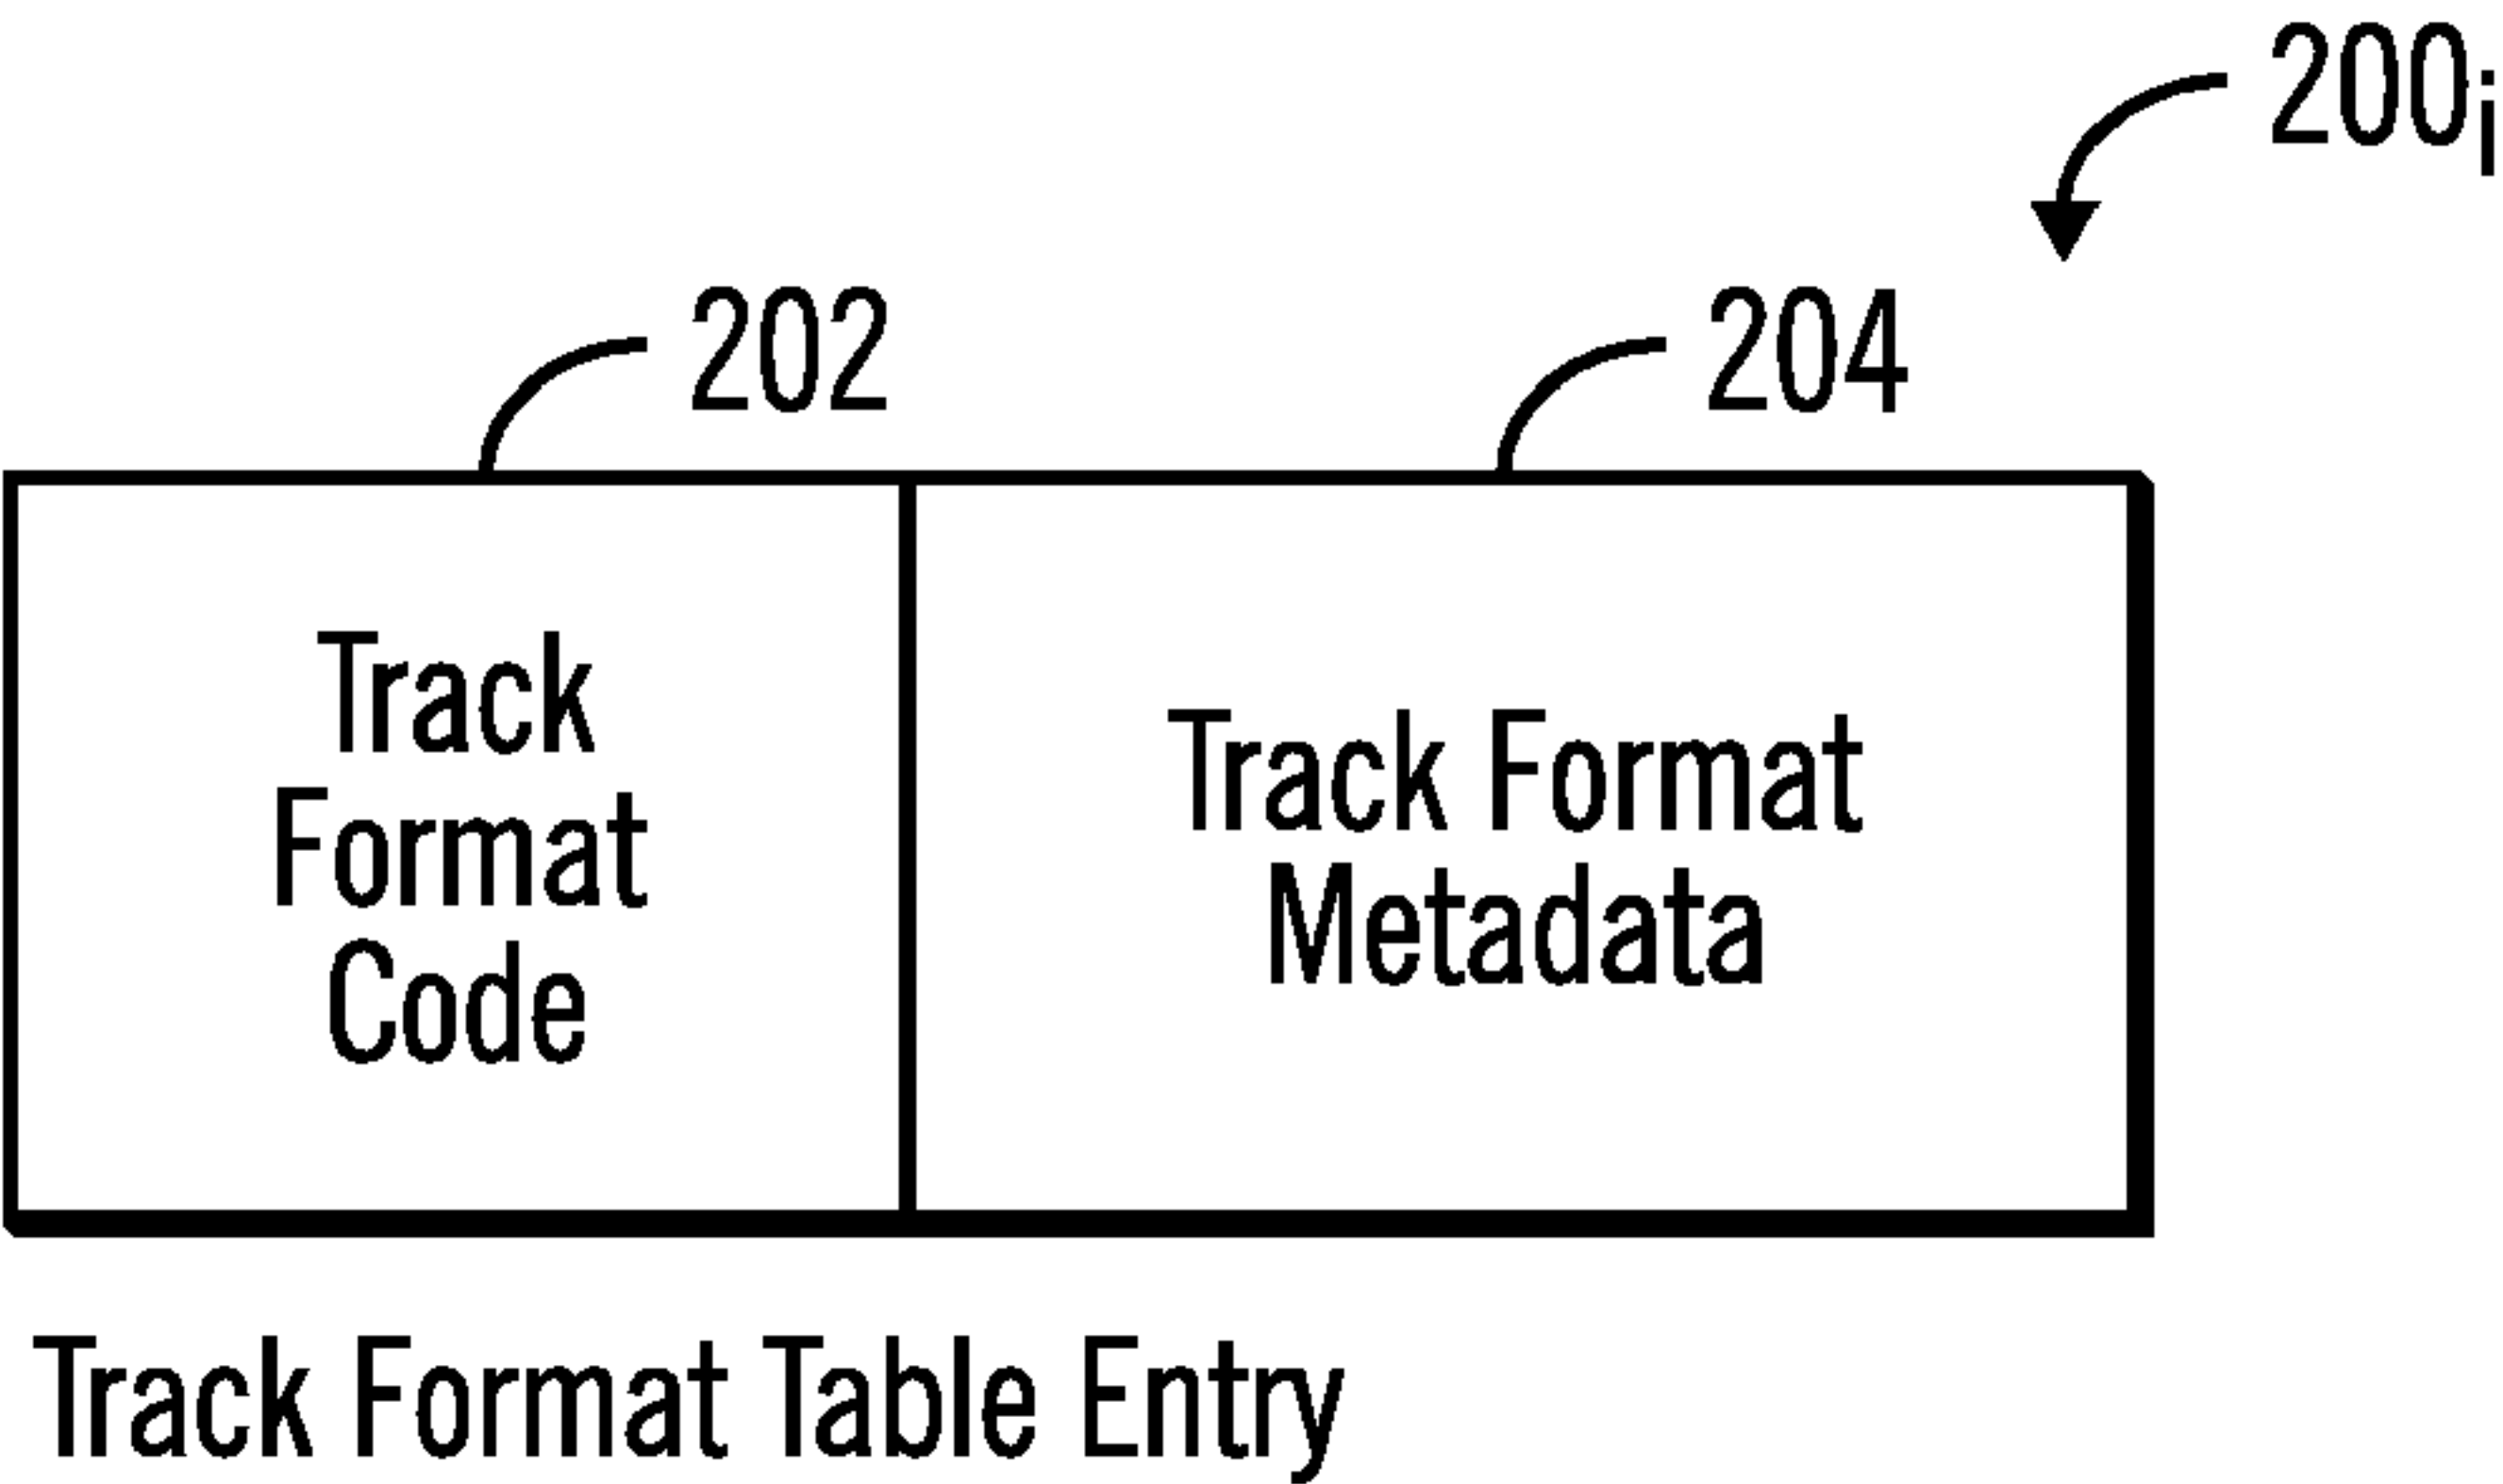 200i
202
204
Track
Format
Code
Track Format
Metadata
Track Format Table Entry